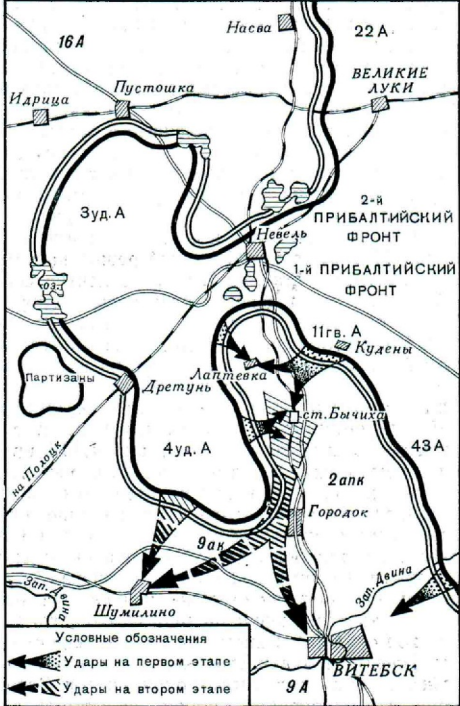 16 А
Насва
22 А
Идрица
Пустошка
ВЕЛИКИЕ
ЛУКИ
3уд. А
2-й
ПРИБАЛТИЙСКИЙ
ФРОНТ
Невель
1-й ПРИБАЛТИЙСКИЙ
ФРОНТ
оз.
11гв. А
Кудены
Партизаны
Дретунь
Лаптевка
ст. Бычиха
4уд. А
43А
на Полоцк
2апк
Городок
9ак
Зап. Двина
Шумилино
Зап. Двина
ВИТЕБСК
9 А
Условные обозначения
Удары на первом этапе
Удары на втором этапе